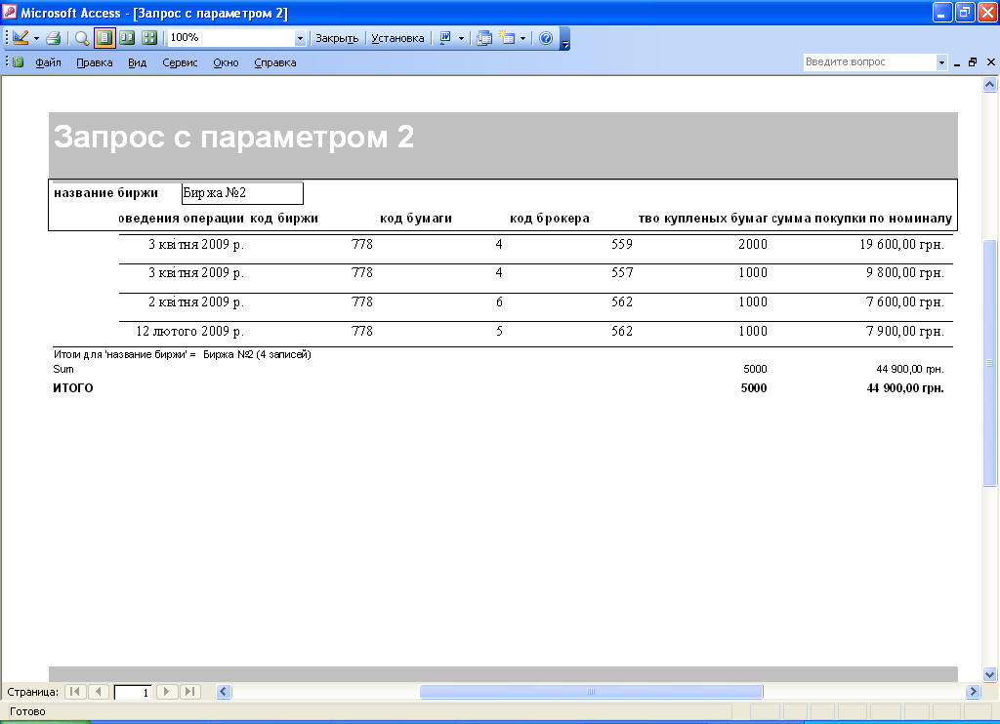 Microsoft Access - [Запрос с параметром 2]
100% Закрыть Установка
Файл Правка Вид Сервис Окно Справка Введите вопрос
Запрос с параметром 2
название биржи Биржа №2
оведения операции код биржи код бумаги код брокера тво купленых бумаг сумма покупки по номиналу
3 квітня 2009 р. 778 4 559 2000 19 600,00 грн.
3 квітня 2009 р. 778 4 557 1000 9 800,00 грн.
2 квітня 2009 р. 778 6 562 1000 7 600,00 грн.
12 лютого 2009 р. 778 5 562 1000 7 900,00 грн.
Итоги для 'название биржи' = Биржа №2 (4 записей)
Sum 5000 44 900,00 грн.
ИТОГО 5000 44 900,00 грн.
Страница: 1
Готово